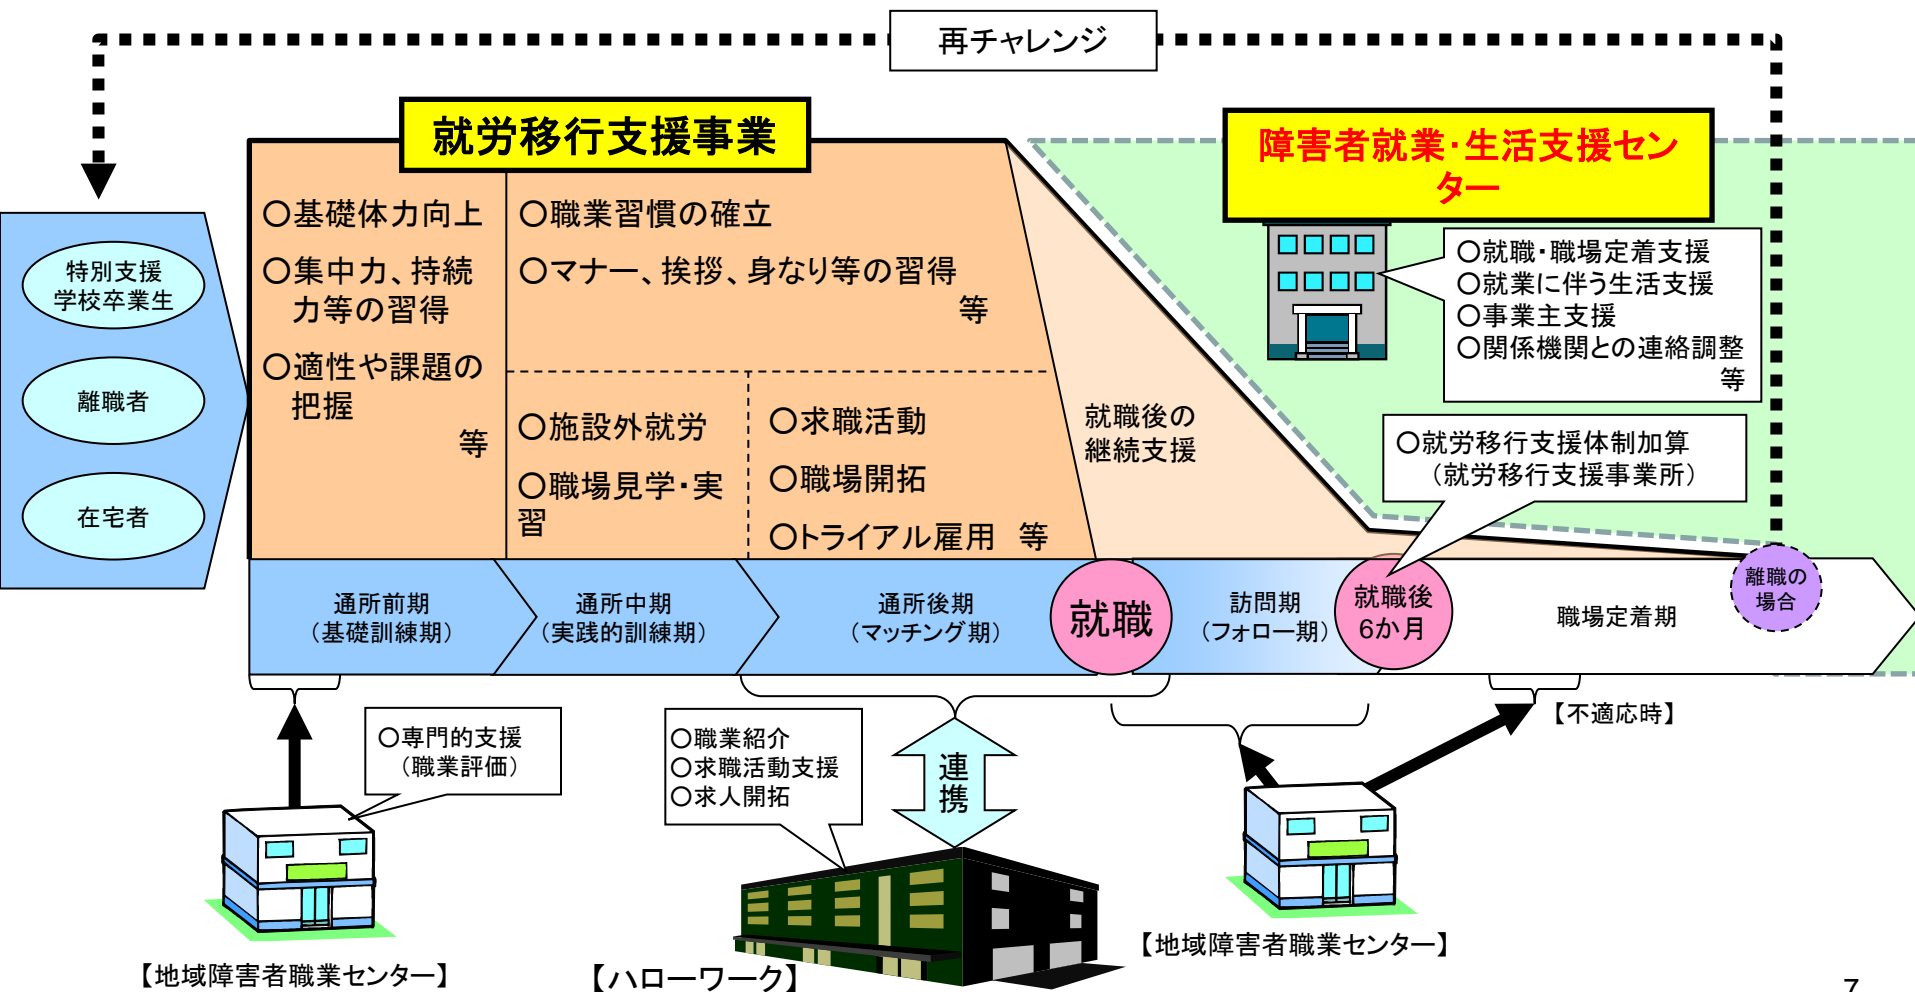 再チャレンジ
就労移行支援事業
障害者就業・生活支援セン
ター
特別支援
学校卒業生
離職者
在宅者
○基礎体力向上
○集中力、持続
力等の習得
○適性や課題の
把握
等
○職業習慣の確立
○マナー、挨拶、身なり等の習得
等
○施設外就労
○職場見学・実
習
○求職活動
○職場開拓
○トライアル雇用　等
就職後の
継続支援
○就職・職場定着支援
○就業に伴う生活支援
○事業主支援
○関係機関との連絡調整
等
○就労移行支援体制加算
（就労移行支援事業所）
通所前期
（基礎訓練期）
通所中期
（実践的訓練期）
通所後期
（マッチング期）
就職
訪問期
（フォロー期）
就職後
6か月
職場定着期
離職の
場合
【不適応時】
○専門的支援
（職業評価）
○職業紹介
○求職活動支援
○求人開拓
連
携
【地域障害者職業センター】
【ハローワーク】
【地域障害者職業センター】
7